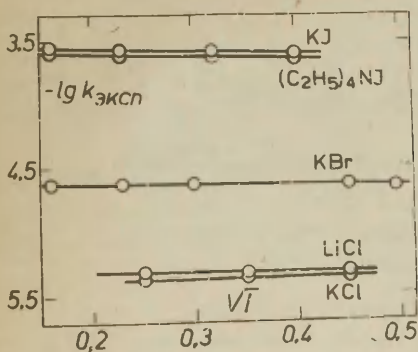 3.5
KJ
(C₂H₅)₄NJ
-lg kэксп
4.5
KBr
LiCl
KCl
√I
5.5
0,2
0,3
0,4
0,5